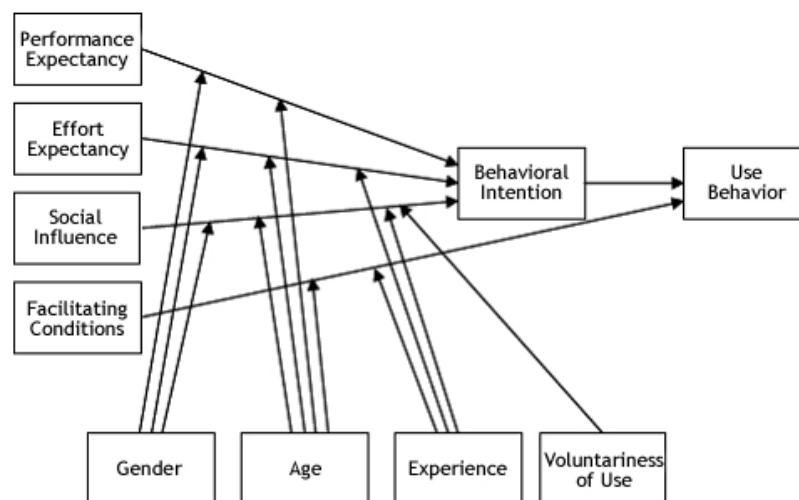 Performance
Expectancy
Effort
Expectancy
Social
Influence
Facilitating
Conditions
Behavioral
Intention
Use
Behavior
Gender
Age
Experience
Voluntariness
of Use